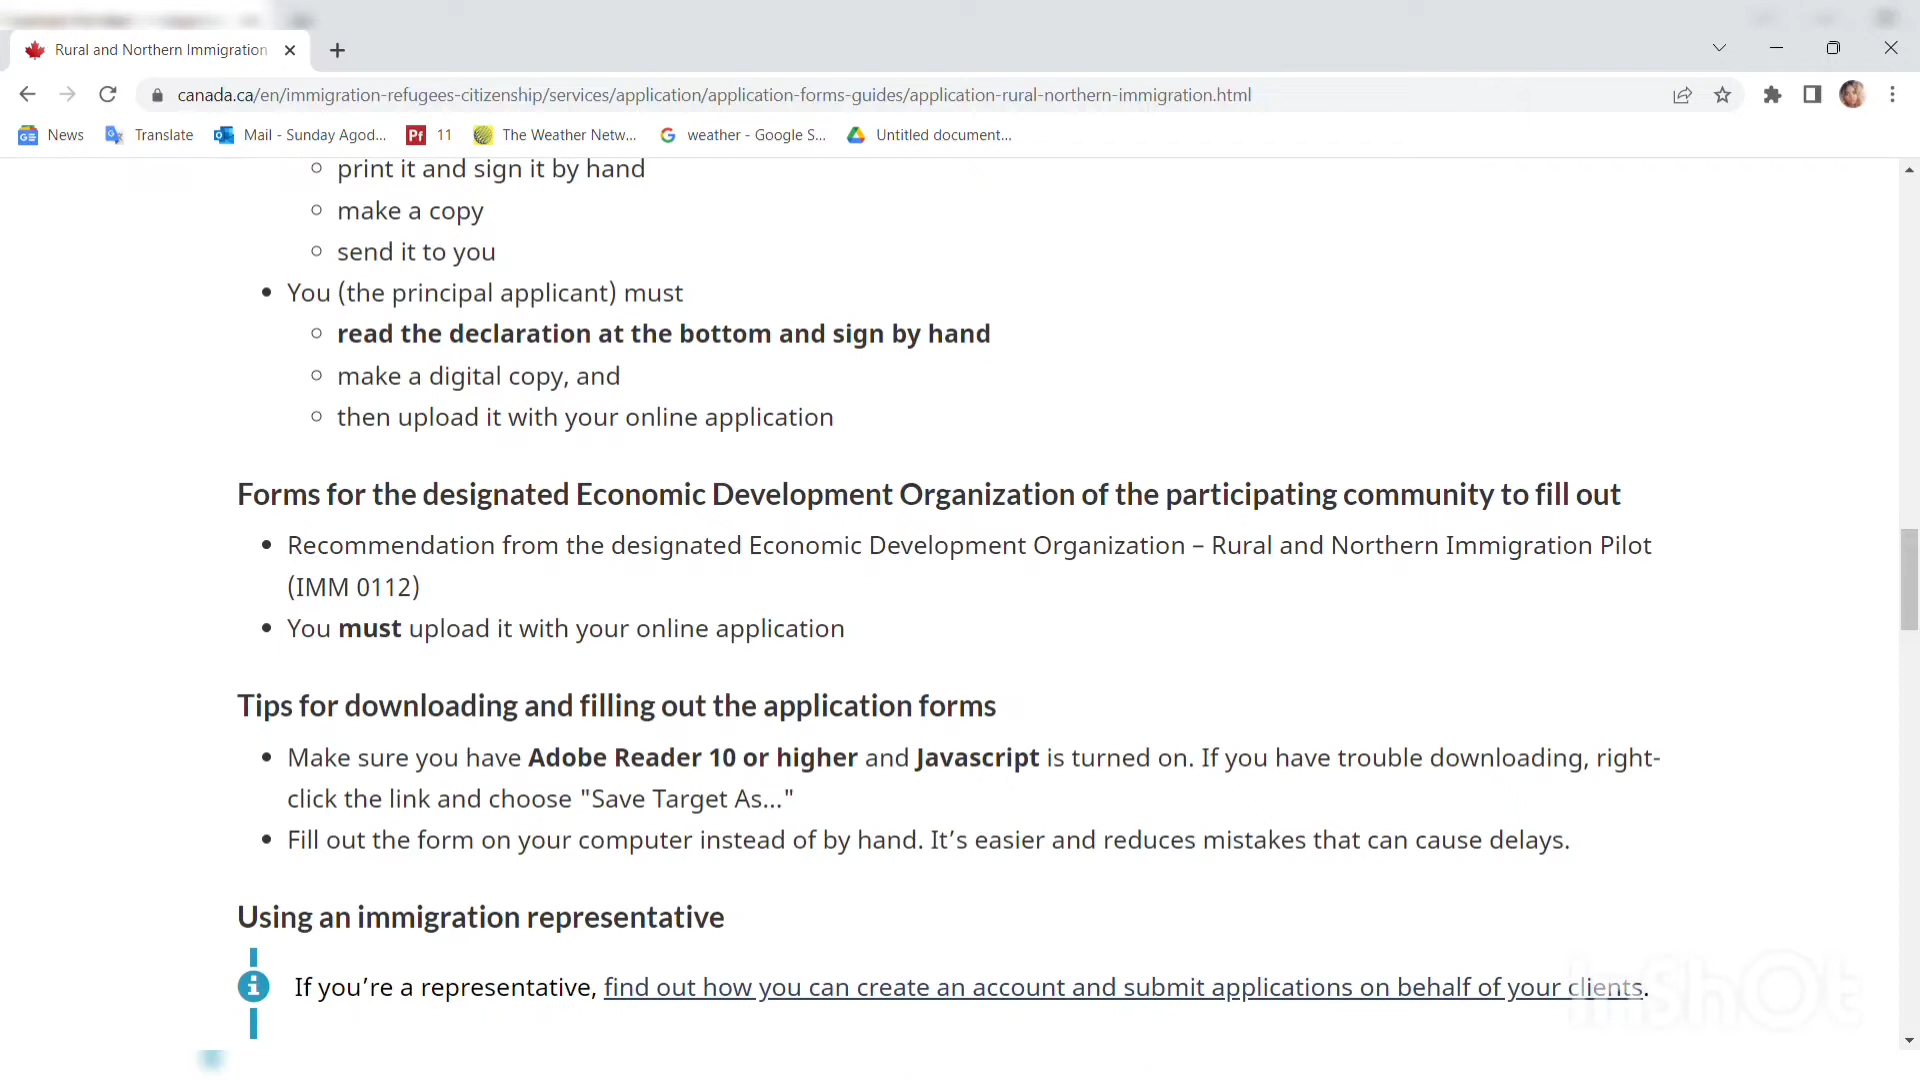 Rural and Northern Immigration
canada.ca/en/immigration-refugees-citizenship/services/application/application-forms-guides/application-rural-northern-immigration.html
News Translate Mail - Sunday Agod... Pf 11 The Weather Netw... weather - Google S... Untitled document...
print it and sign it by hand
make a copy
send it to you
You (the principal applicant) must
read the declaration at the bottom and sign by hand
make a digital copy, and
then upload it with your online application
Forms for the designated Economic Development Organization of the participating community to fill out
Recommendation from the designated Economic Development Organization – Rural and Northern Immigration Pilot
(IMM 0112)
You must upload it with your online application
Tips for downloading and filling out the application forms
Make sure you have Adobe Reader 10 or higher and Javascript is turned on. If you have trouble downloading, right-
click the link and choose "Save Target As..."
Fill out the form on your computer instead of by hand. It’s easier and reduces mistakes that can cause delays.
Using an immigration representative
If you’re a representative, find out how you can create an account and submit applications on behalf of your clients.
InShOt